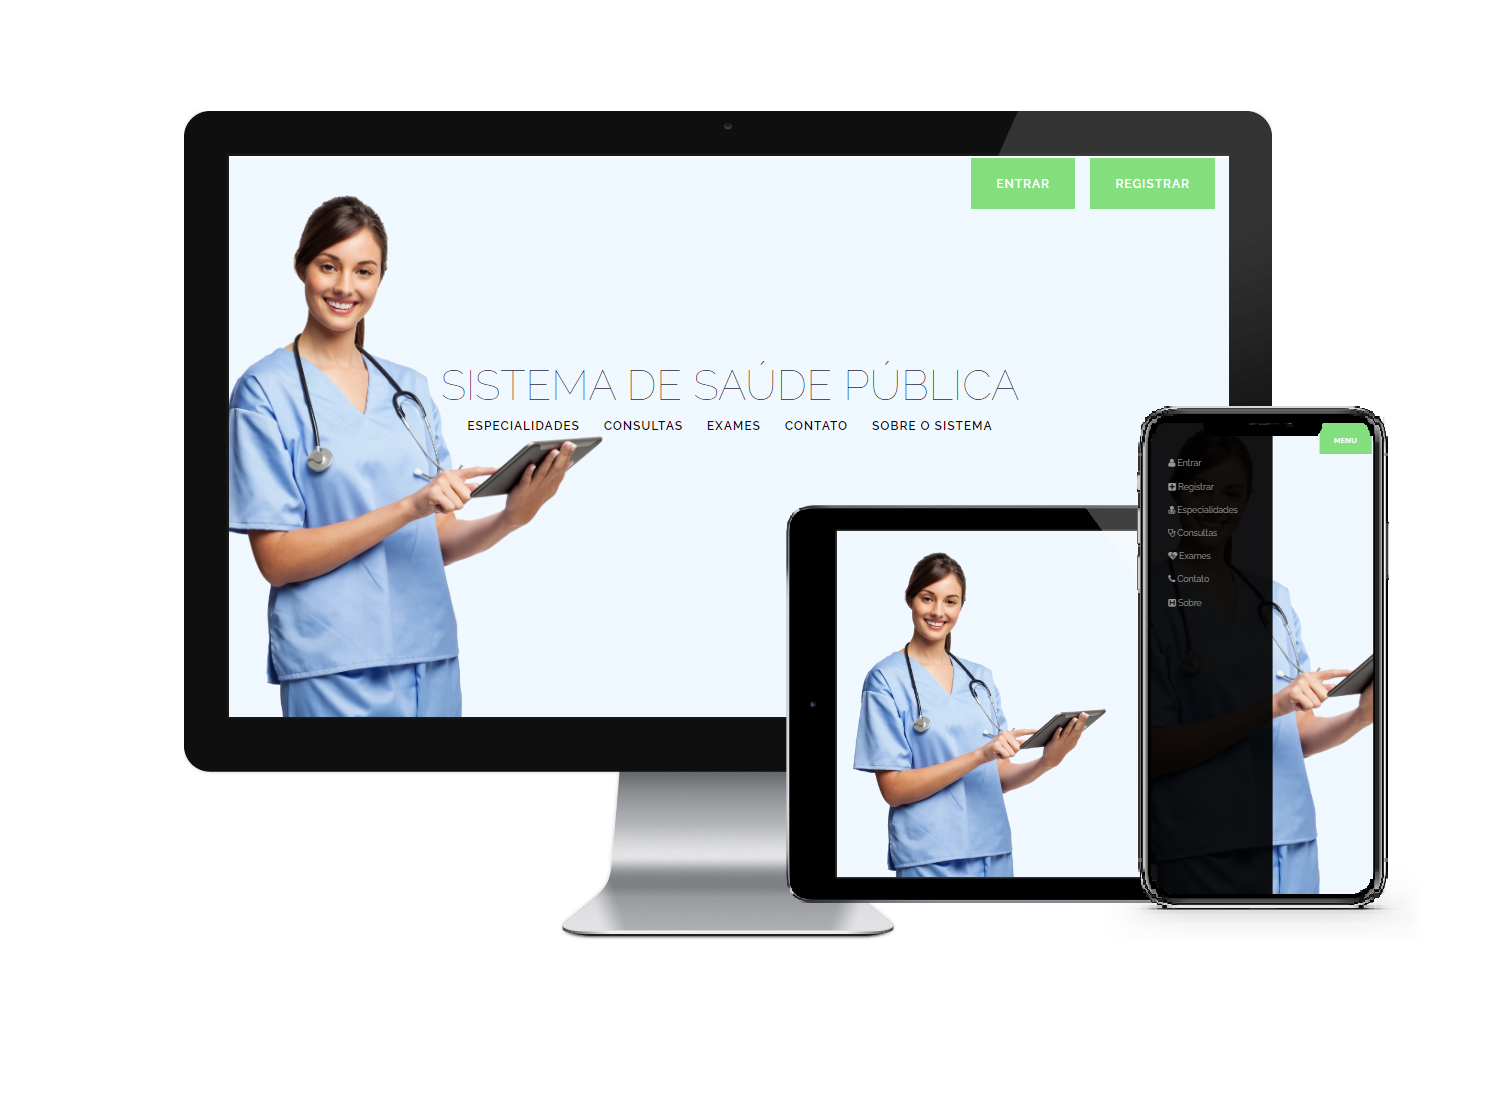 ENTRAR REGISTRAR
SISTEMA DE SAÚDE PÚBLICA
ESPECIALIDADES CONSULTAS EXAMES CONTATO SOBRE O SISTEMA
MENU
Entrar
Registrar
Especialidades
Consultas
Exames
Contato
Sobre